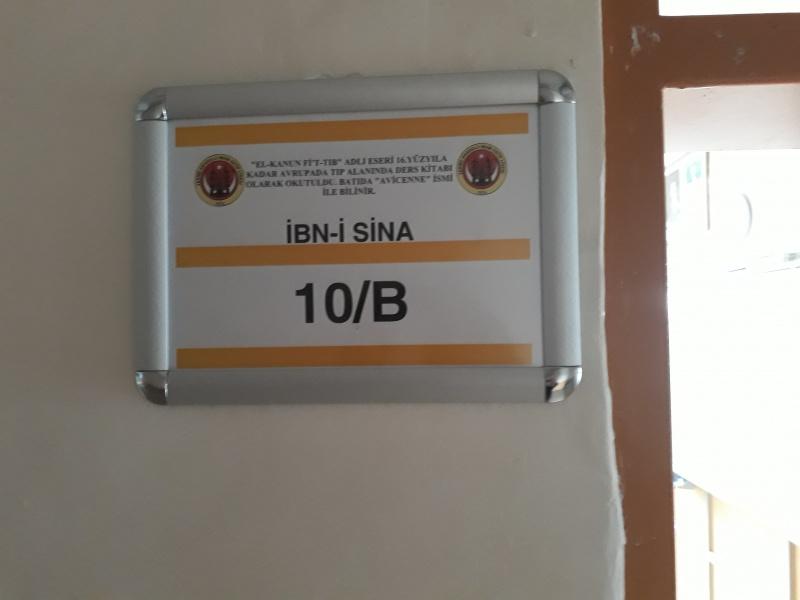 "EL-KANUN Fİ'T-TIB" ADLI ESERİ 16.YÜZYILA
KADAR AVRUPADA TIP ALANINDA DERS KİTABI
OLARAK OKUTULDU. BATIDA "AVİCENNE" İSMİ
İLE BİLİNİR.
İBN-İ SİNA
10/B